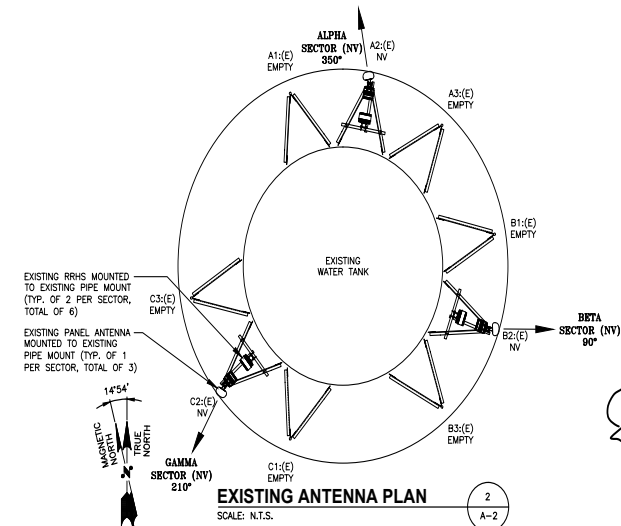 ALPHA
SECTOR (NV)
350°
A2:(E)
NV
A1:(E)
EMPTY
A3:(E)
EMPTY
B1:(E)
EMPTY
EXISTING
WATER TANK
EXISTING RRHS MOUNTED
TO EXISTING PIPE MOUNT
(TYP. OF 2 PER SECTOR,
TOTAL OF 6)
C3:(E)
EMPTY
EXISTING PANEL ANTENNA
MOUNTED TO EXISTING
PIPE MOUNT (TYP. OF 1
PER SECTOR, TOTAL OF 3)
BETA
SECTOR (NV)
90°
B2:(E)
NV
14°54'
MAGNETIC
NORTH
TRUE
NORTH
N
C2:(E)
NV
B3:(E)
EMPTY
GAMMA
SECTOR (NV)
210°
C1:(E)
EMPTY
EXISTING ANTENNA PLAN
SCALE: N.T.S.
2
A-2